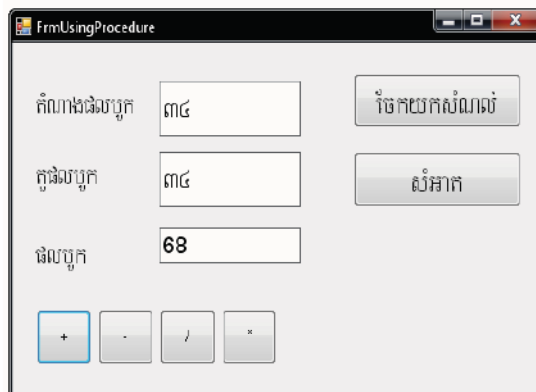 FrmUsingProcedure
តំណាងផលបូក
៣៤
ចែកយកសំណល់
តួផលបូក
៣៤
សំអាត
ផលបូក
68
+ - / *